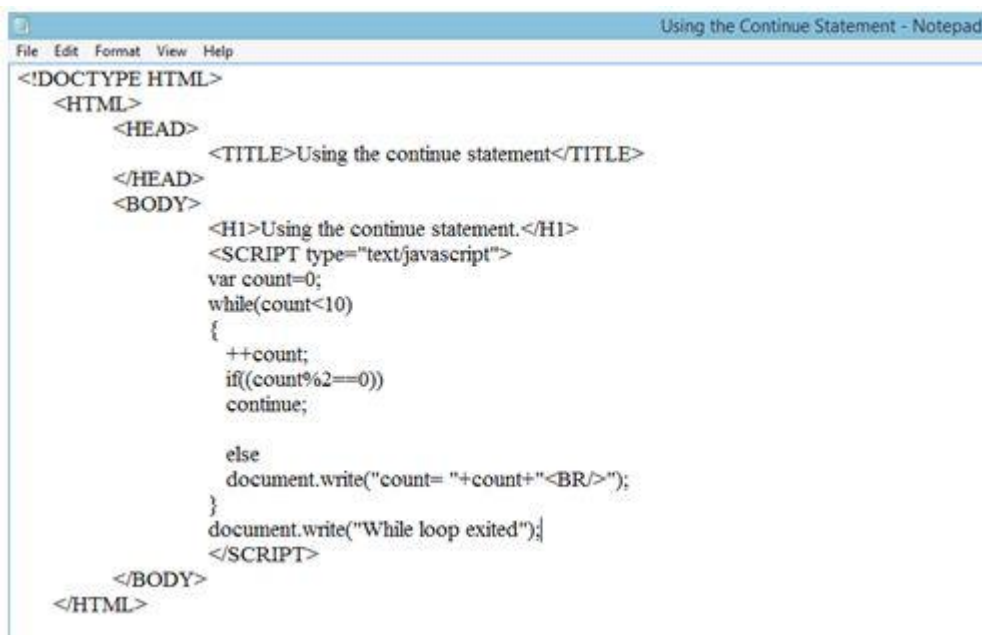 Using the Continue Statement - Notepad
File Edit Format View Help
<!DOCTYPE HTML>
<HTML>
<HEAD>
<TITLE>Using the continue statement</TITLE>
</HEAD>
<BODY>
<H1>Using the continue statement.</H1>
<SCRIPT type="text/javascript">
var count=0;
while(count<10)
{
++count;
if((count%2==0))
continue;
else
document.write("count= "+count+"<BR/>");
}
document.write("While loop exited");
</SCRIPT>
</BODY>
</HTML>